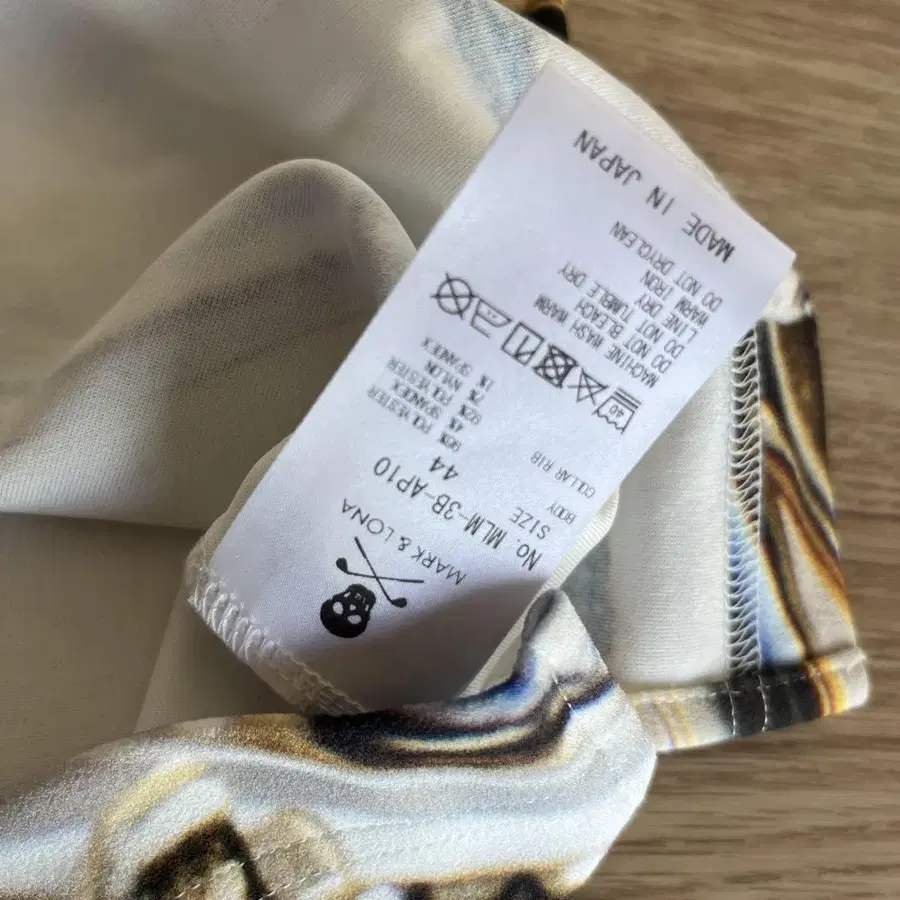 MARK & LONA
No. MLM-3B-AP10
SIZE 44
BODY 96% POLYESTER
4% SPANDEX
COLLAR RIB 92% POLYESTER
7% NYLON
1% SPANDEX
40
MACHINE WASH WARM
DO NOT BLEACH
DO NOT TUMBLE DRY
LINE DRY
WARM IRON
DO NOT DRYCLEAN
MADE IN JAPAN